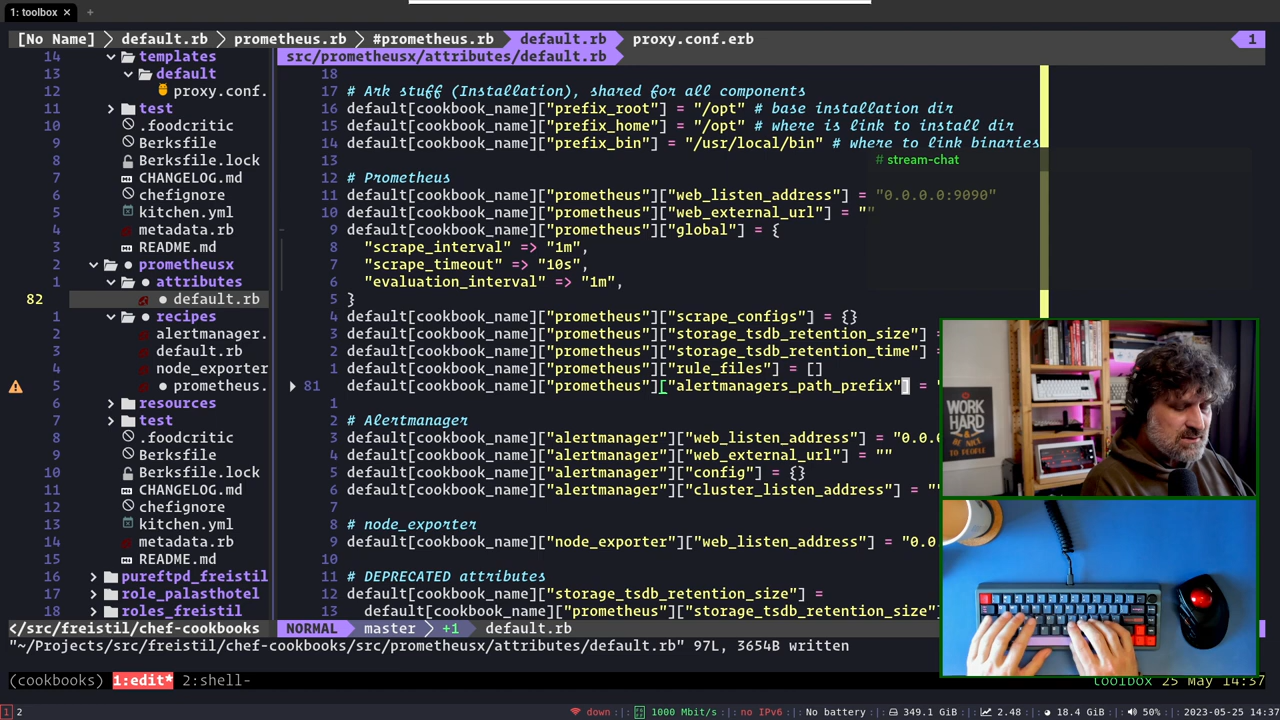 1: toolbox × +
[No Name] default.rb prometheus.rb #prometheus.rb default.rb proxy.conf.erb 1
src/prometheusx/attributes/default.rb
14 templates
13 default
12 proxy.conf.
11 test
10 .foodcritic
9 Berksfile
8 Berksfile.lock
7 CHANGELOG.md
6 chefignore
5 kitchen.yml
4 metadata.rb
3 README.md
2 prometheusx
1 attributes
82 default.rb
1 recipes
2 alertmanager.
3 default.rb
4 node_exporter
5 prometheus.
6 resources
7 test
8 .foodcritic
9 Berksfile
10 Berksfile.lock
11 CHANGELOG.md
12 chefignore
13 kitchen.yml
14 metadata.rb
15 README.md
16 pureftpd_freistil
17 role_palasthotel
18 roles_freistil
18
17 # Ark stuff (Installation), shared for all components
16 default[cookbook_name]["prefix_root"] = "/opt" # base installation dir
15 default[cookbook_name]["prefix_home"] = "/opt" # where is link to install dir
14 default[cookbook_name]["prefix_bin"] = "/usr/local/bin" # where to link binaries
13
12 # Prometheus
11 default[cookbook_name]["prometheus"]["web_listen_address"] = "0.0.0.0:9090"
10 default[cookbook_name]["prometheus"]["web_external_url"] = ""
9 default[cookbook_name]["prometheus"]["global"] = {
8 "scrape_interval" => "1m",
7 "scrape_timeout" => "10s",
6 "evaluation_interval" => "1m",
5 }
4 default[cookbook_name]["prometheus"]["scrape_configs"] = {}
3 default[cookbook_name]["prometheus"]["storage_tsdb_retention_size"] =
2 default[cookbook_name]["prometheus"]["storage_tsdb_retention_time"] =
1 default[cookbook_name]["prometheus"]["rule_files"] = []
81 default[cookbook_name]["prometheus"]["alertmanagers_path_prefix"] = "
1
2 # Alertmanager
3 default[cookbook_name]["alertmanager"]["web_listen_address"] = "0.0.0
4 default[cookbook_name]["alertmanager"]["web_external_url"] = ""
5 default[cookbook_name]["alertmanager"]["config"] = {}
6 default[cookbook_name]["alertmanager"]["cluster_listen_address"] = ""
7
8 # node_exporter
9 default[cookbook_name]["node_exporter"]["web_listen_address"] = "0.0
10
11 # DEPRECATED attributes
12 default[cookbook_name]["storage_tsdb_retention_size"] =
13 default[cookbook_name]["prometheus"]["storage_tsdb_retention_size"]
# stream-chat
WORK
HARD
& BE NICE
TO PEOPLE
</src/freistil/chef-cookbooks NORMAL master +1 default.rb
"~/Projects/src/freistil/chef-cookbooks/src/prometheusx/attributes/default.rb" 97L, 3654B written
(cookbooks) 1:edit* 2:shell- toolbox 25 May 14:37
1 2 down 1000 Mbit/s no IPv6 No battery 349.1 GiB 2.48 18.4 GiB 50% 2023-05-25 14:37